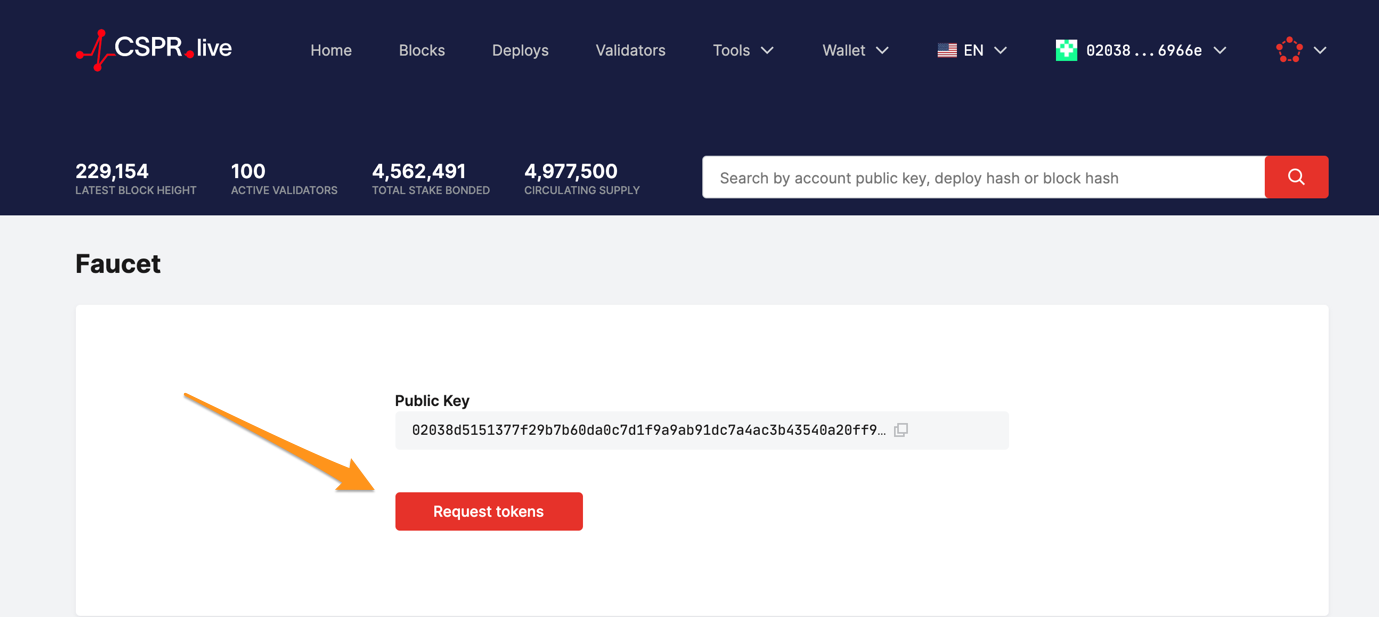 CSPR.live Home Blocks Deploys Validators Tools Wallet EN 02038...6966e
229,154 100 4,562,491 4,977,500
LATEST BLOCK HEIGHT ACTIVE VALIDATORS TOTAL STAKE BONDED CIRCULATING SUPPLY
Search by account public key, deploy hash or block hash
Faucet
Public Key
02038d5151377f29b7b60da0c7d1f9a9ab91dc7a4ac3b43540a20ff9…
Request tokens